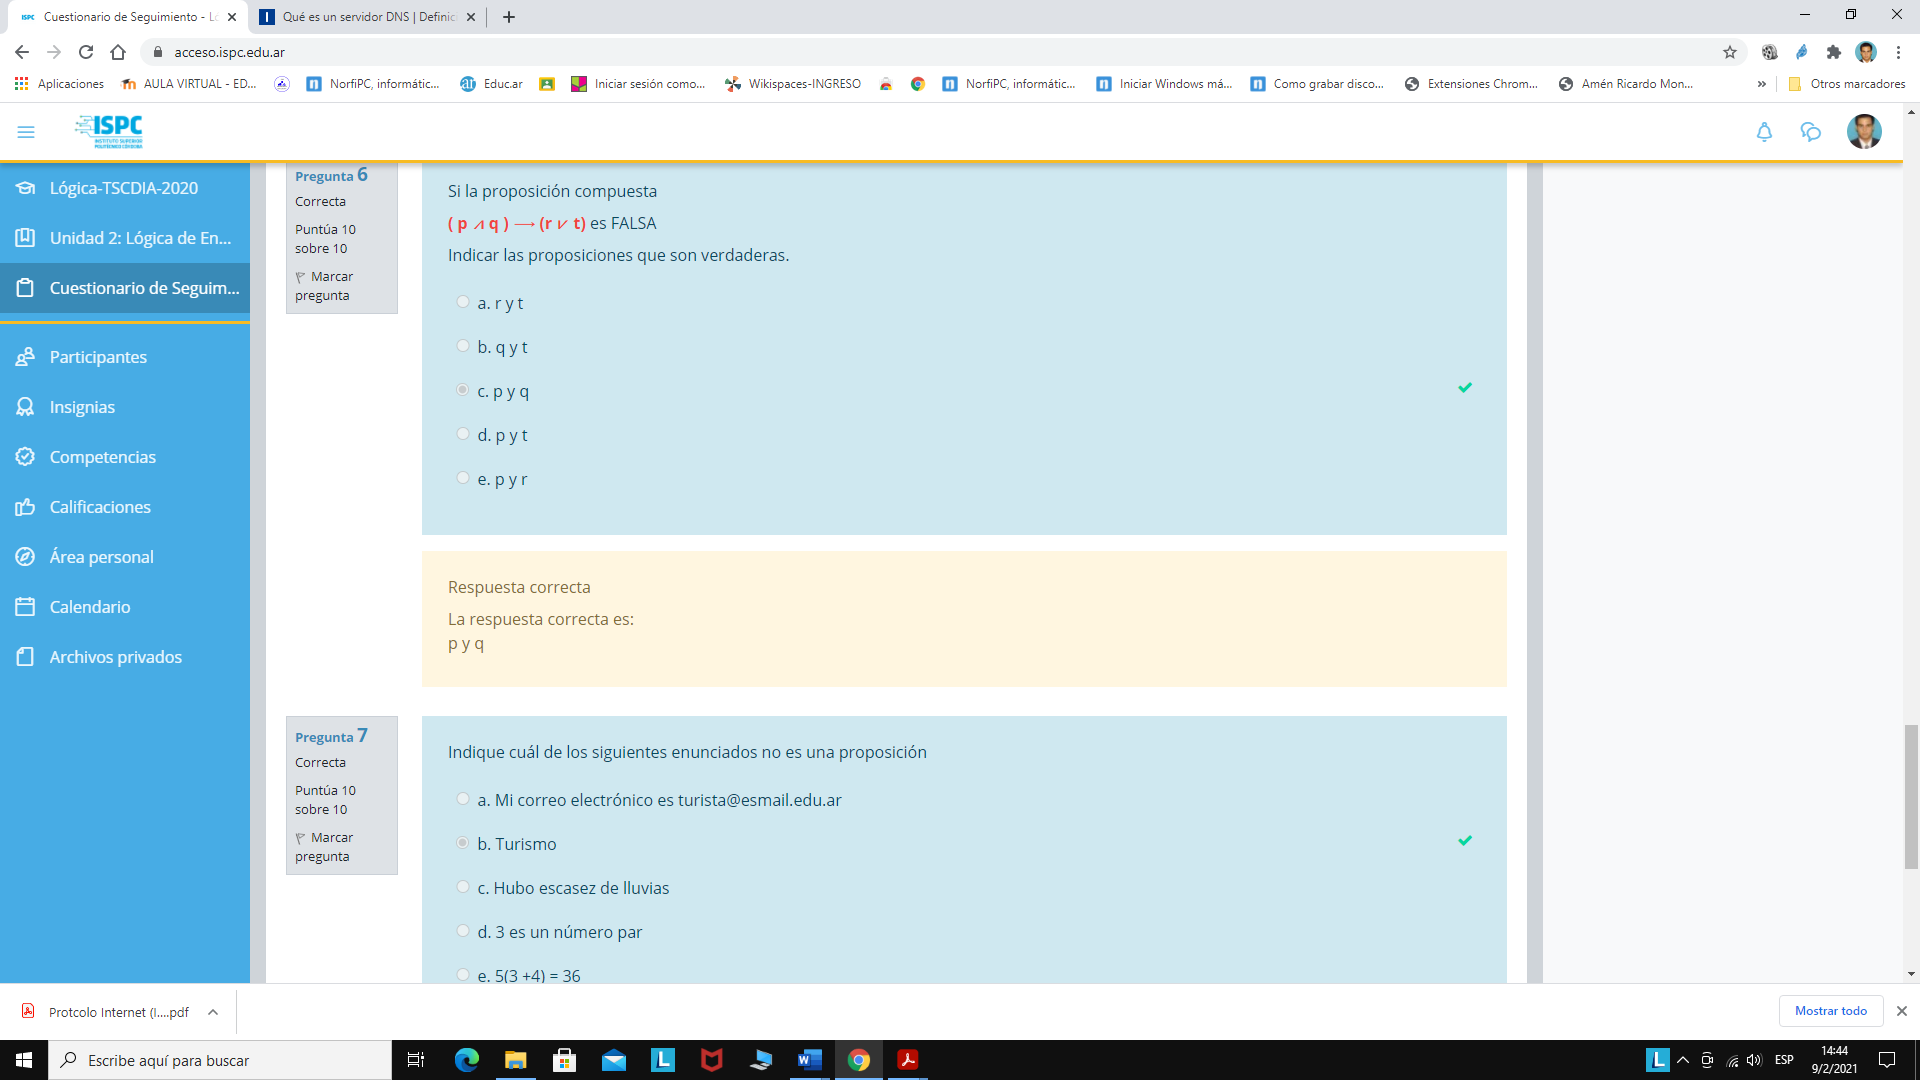 Cuestionario de Seguimiento - Lo
Qué es un servidor DNS | Definic
acceso.ispc.edu.ar
Aplicaciones
AULA VIRTUAL - ED...
NorfiPC, informátic...
Educ.ar
Iniciar sesión como...
Wikispaces-INGRESO
NorfiPC, informátic...
Iniciar Windows má...
Como grabar disco...
Extensiones Chrom...
Amén Ricardo Mon...
»
Otros marcadores
ISPC
INSTITUTO SUPERIOR
POLITÉCNICO CÓRDOBA
Lógica-TSCDIA-2020
Unidad 2: Lógica de En...
Cuestionario de Seguim...
Participantes
Insignias
Competencias
Calificaciones
Área personal
Calendario
Archivos privados
Pregunta 6
Correcta
Puntúa 10
sobre 10
Marcar
pregunta
Si la proposición compuesta
( p ∧ q ) ⟶ (r ∨ t) es FALSA
Indicar las proposiciones que son verdaderas.
a. r y t
b. q y t
c. p y q
d. p y t
e. p y r
Respuesta correcta
La respuesta correcta es:
p y q
Pregunta 7
Correcta
Puntúa 10
sobre 10
Marcar
pregunta
Indique cuál de los siguientes enunciados no es una proposición
a. Mi correo electrónico es turista@esmail.edu.ar
b. Turismo
c. Hubo escasez de lluvias
d. 3 es un número par
e. 5(3 +4) = 36
Protcolo Internet (I....pdf
Mostrar todo
Escribe aquí para buscar
ESP
14:44
9/2/2021